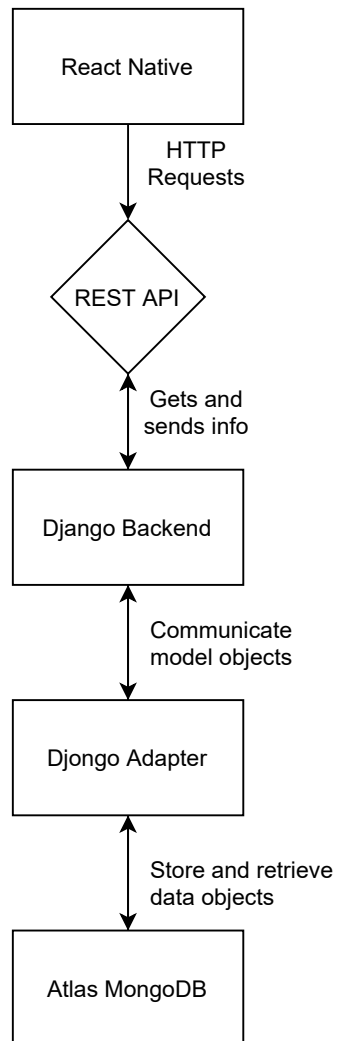 React Native
HTTP
Requests
REST API
Gets and
sends info
Django Backend
Communicate
model objects
Djongo Adapter
Store and retrieve
data objects
Atlas MongoDB